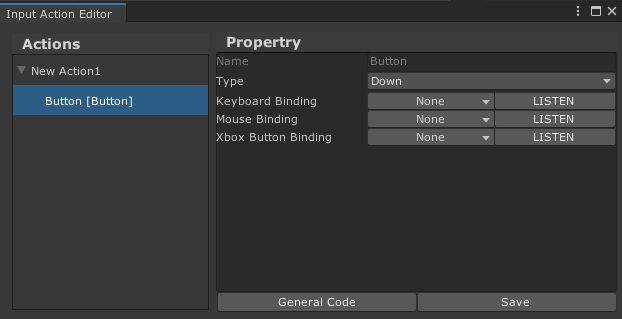 Input Action Editor
Actions
New Action1
Button [Button]
Propertry
Name Button
Type Down
Keyboard Binding None LISTEN
Mouse Binding None LISTEN
Xbox Button Binding None LISTEN
General Code Save